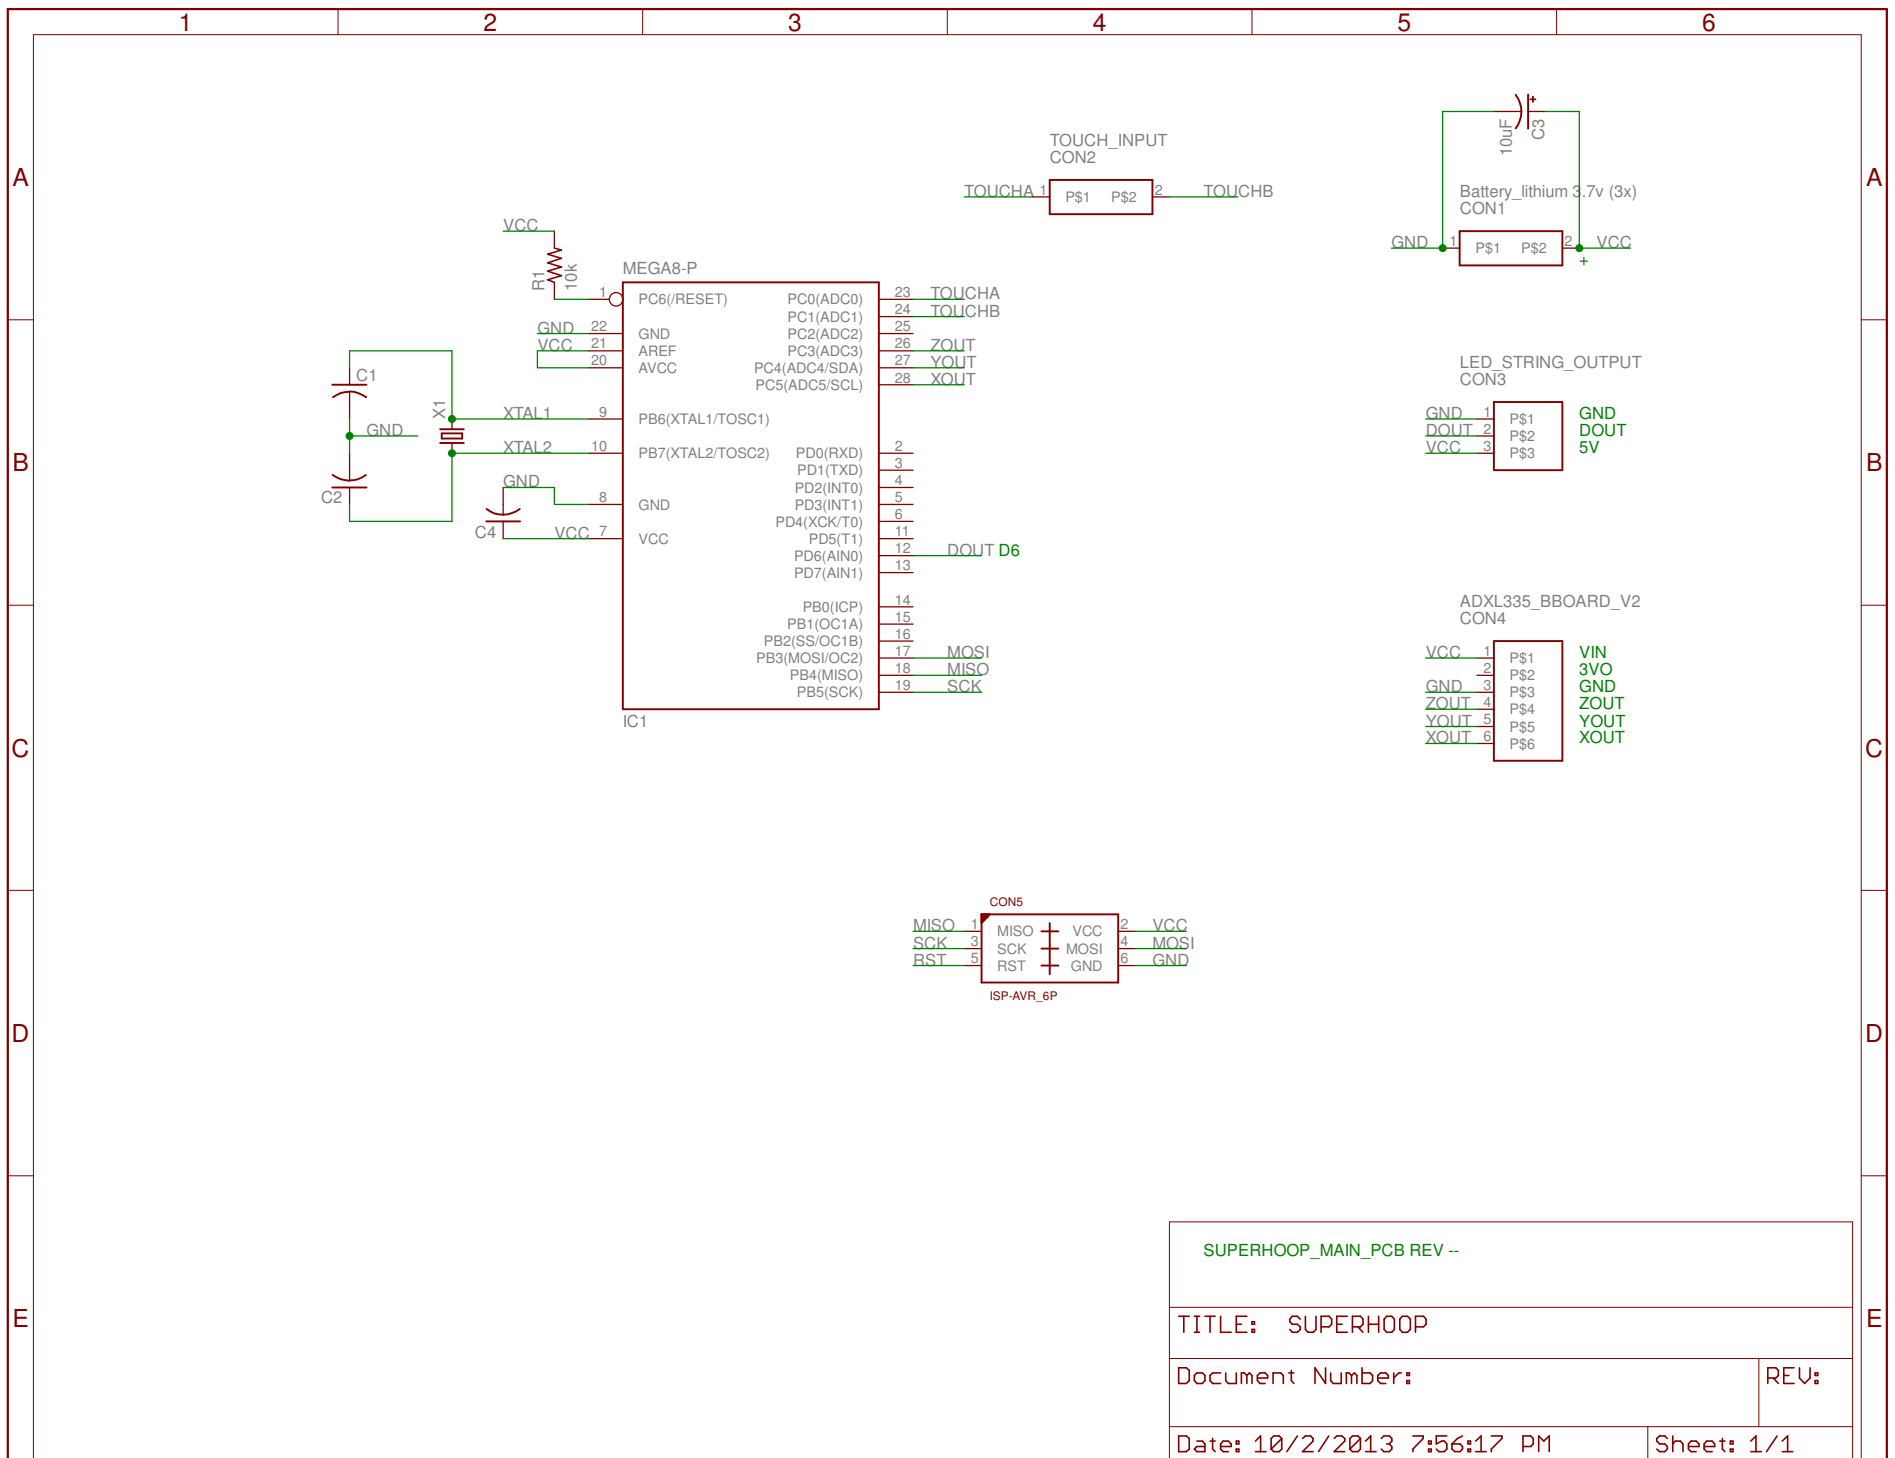 1 2 3 4 5 6
A A
B B
C C
D D
E E
10uF
C3
TOUCH_INPUT
CON2
TOUCHA 1 P$1 P$2 2 TOUCHB
Battery_lithium 3.7v (3x)
CON1
GND 1 P$1 P$2 2 VCC
+
VCC
R1
10k
MEGA8-P
1 PC6(/RESET)
GND 22 GND
VCC 21 AREF
20 AVCC
XTAL1 9 PB6(XTAL1/TOSC1)
XTAL2 10 PB7(XTAL2/TOSC2)
GND 8 GND
VCC 7 VCC
PC0(ADC0) 23 TOUCHA
PC1(ADC1) 24 TOUCHB
PC2(ADC2) 25
PC3(ADC3) 26 ZOUT
PC4(ADC4/SDA) 27 YOUT
PC5(ADC5/SCL) 28 XOUT
PD0(RXD) 2
PD1(TXD) 3
PD2(INT0) 4
PD3(INT1) 5
PD4(XCK/T0) 6
PD5(T1) 11
PD6(AIN0) 12 DOUT D6
PD7(AIN1) 13
PB0(ICP) 14
PB1(OC1A) 15
PB2(SS/OC1B) 16
PB3(MOSI/OC2) 17 MOSI
PB4(MISO) 18 MISO
PB5(SCK) 19 SCK
IC1
C1
X1
GND
C2
C4
LED_STRING_OUTPUT
CON3
GND 1 P$1 GND
DOUT 2 P$2 DOUT
VCC 3 P$3 5V
ADXL335_BBOARD_V2
CON4
VCC 1 P$1 VIN
2 P$2 3VO
GND 3 P$3 GND
ZOUT 4 P$4 ZOUT
YOUT 5 P$5 YOUT
XOUT 6 P$6 XOUT
CON5
MISO 1 MISO VCC 2 VCC
SCK 3 SCK MOSI 4 MOSI
RST 5 RST GND 6 GND
ISP-AVR_6P
SUPERHOOP_MAIN_PCB REV --
TITLE: SUPERHOOP
Document Number:
REV:
Date: 10/2/2013 7:56:17 PM
Sheet: 1/1